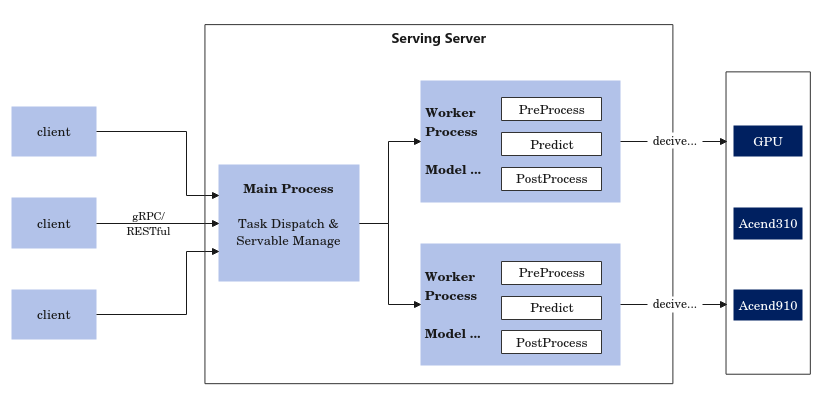 Serving Server
client
client
client
gRPC/
RESTful
Main Process
Task Dispatch &
Servable Manage
Worker
Process
Model ...
PreProcess
Predict
PostProcess
Worker
Process
Model ...
PreProcess
Predict
PostProcess
decive...
decive...
GPU
Acend310
Acend910